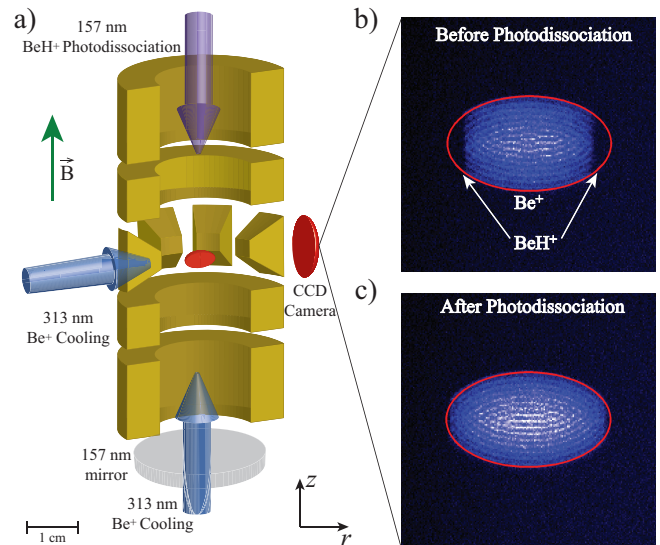 a)
157 nm
BeH⁺ Photodissociation
B
313 nm
Be⁺ Cooling
CCD
Camera
157 nm
mirror
313 nm
Be⁺ Cooling
1 cm
z
r
b)
Before Photodissociation
Be⁺
BeH⁺
c)
After Photodissociation